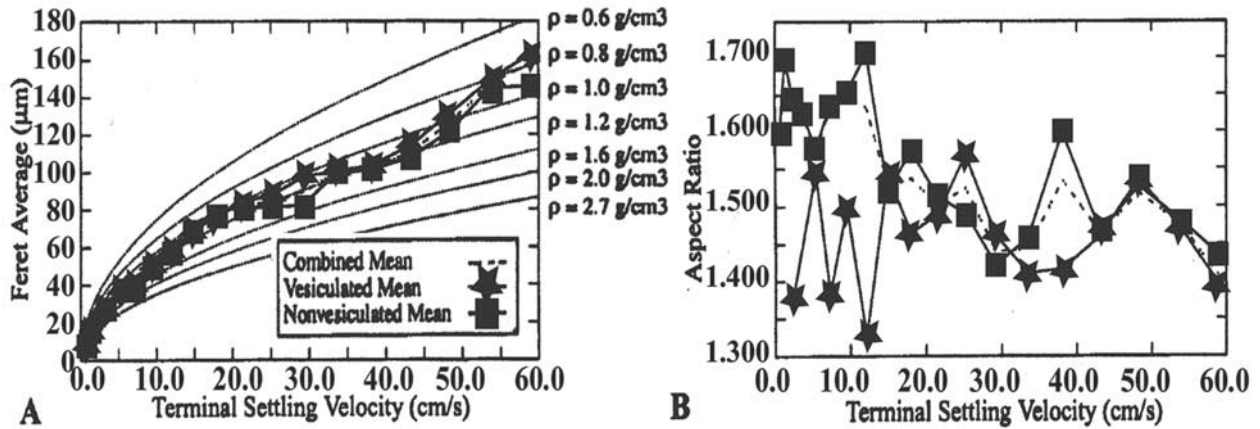 180
160
140
120
100
80
60
40
20
0
Feret Average (μm)
ρ = 0.6 g/cm3
ρ = 0.8 g/cm3
ρ = 1.0 g/cm3
ρ = 1.2 g/cm3
ρ = 1.6 g/cm3
ρ = 2.0 g/cm3
ρ = 2.7 g/cm3
Combined Mean
Vesiculated Mean
Nonvesiculated Mean
0.0 10.0 20.0 30.0 40.0 50.0 60.0
A Terminal Settling Velocity (cm/s)
1.700
1.600
1.500
1.400
1.300
Aspect Ratio
0.0 10.0 20.0 30.0 40.0 50.0 60.0
B Terminal Settling Velocity (cm/s)